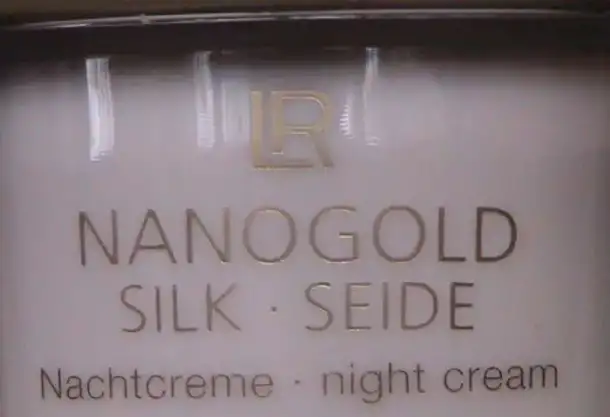 LR
NANOGOLD
SILK · SEIDE
Nachtcreme · night cream